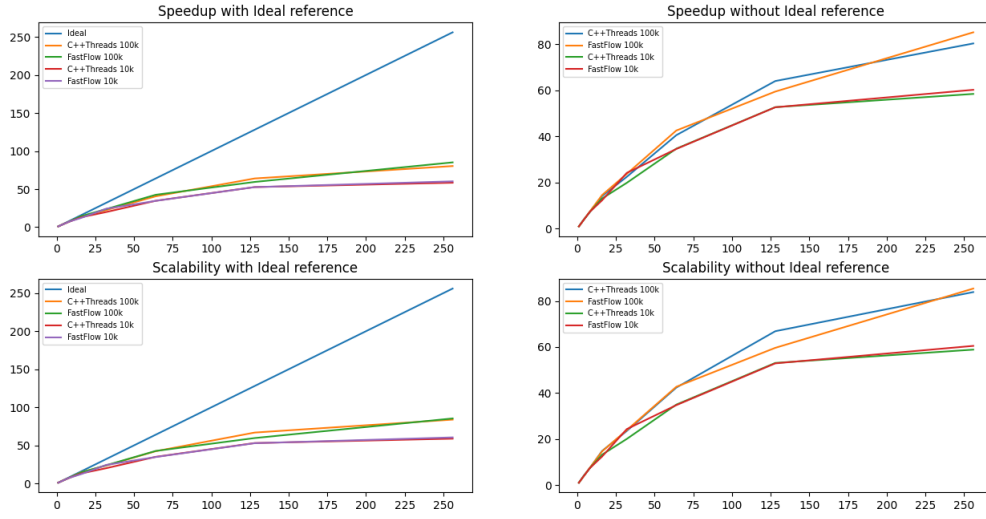 Speedup with Ideal reference
Ideal
C++Threads 100k
FastFlow 100k
C++Threads 10k
FastFlow 10k
250
200
150
100
50
0
0 25 50 75 100 125 150 175 200 225 250
Speedup without Ideal reference
C++Threads 100k
FastFlow 100k
C++Threads 10k
FastFlow 10k
80
60
40
20
0
0 25 50 75 100 125 150 175 200 225 250
Scalability with Ideal reference
Ideal
C++Threads 100k
FastFlow 100k
C++Threads 10k
FastFlow 10k
250
200
150
100
50
0
0 25 50 75 100 125 150 175 200 225 250
Scalability without Ideal reference
C++Threads 100k
FastFlow 100k
C++Threads 10k
FastFlow 10k
80
60
40
20
0
0 25 50 75 100 125 150 175 200 225 250